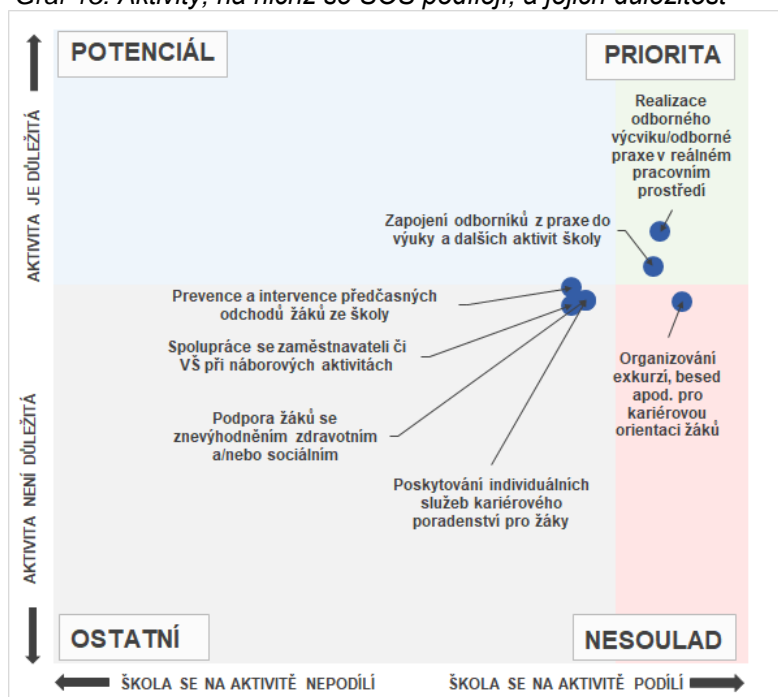 Graf 18: Aktivity, na nichž se SOŠ podílejí, a jejich důležitost
POTENCIÁL
PRIORITA
Realizace
odborného
výcviku/odborné
praxe v reálném
pracovním
prostředí
Zapojení odborníků z praxe do
výuky a dalších aktivit školy
Prevence a intervence předčasných
odchodů žáků ze školy
Spolupráce se zaměstnavateli či
VŠ při náborových aktivitách
Organizování
exkurzí, besed
apod. pro
kariérovou
orientaci žáků
Podpora žáků se
znevýhodněním zdravotním
a/nebo sociálním
Poskytování individuálních
služeb kariérového
poradenství pro žáky
OSTATNÍ
NESOULAD
AKTIVITA JE DŮLEŽITÁ
AKTIVITA NENÍ DŮLEŽITÁ
ŠKOLA SE NA AKTIVITĚ NEPODÍLÍ
ŠKOLA SE NA AKTIVITĚ PODÍLÍ